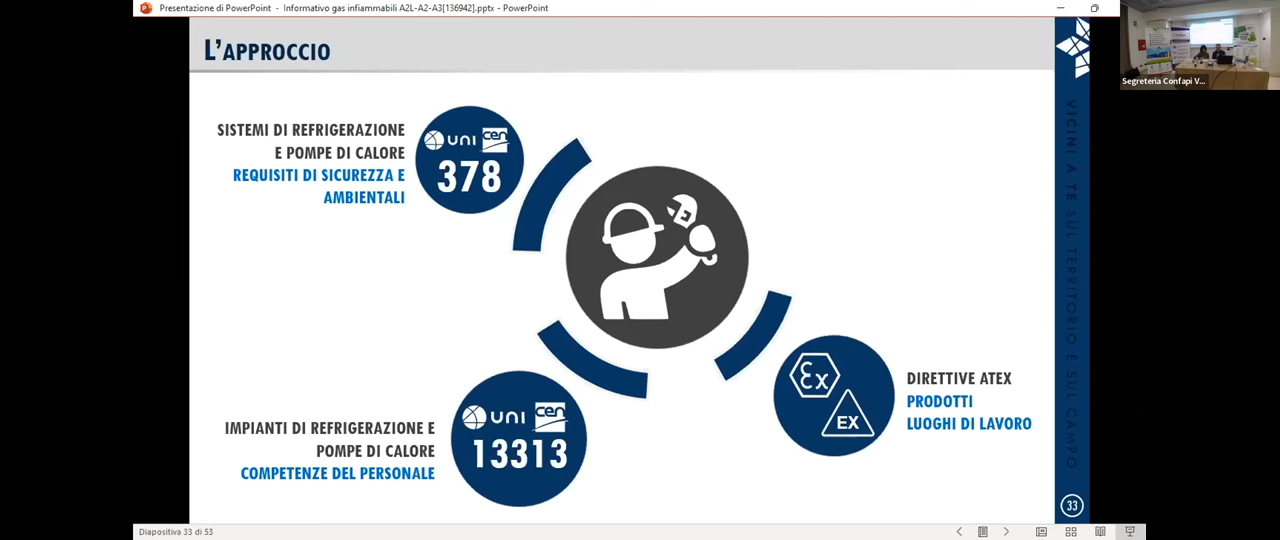 Presentazione di PowerPoint - Informativo gas infiammabili A2L-A2-A3[136942].pptx - PowerPoint
L'APPROCCIO
SISTEMI DI REFRIGERAZIONE
E POMPE DI CALORE
REQUISITI DI SICUREZZA E
AMBIENTALI
UNI cen
378
IMPIANTI DI REFRIGERAZIONE E
POMPE DI CALORE
COMPETENZE DEL PERSONALE
UNI cen
13313
Ex
EX
DIRETTIVE ATEX
PRODOTTI
LUOGHI DI LAVORO
VICINI A TE SUL TERRITORIO E SUL CAMPO
33
Diapositiva 33 di 53
Segreteria Confapi V...